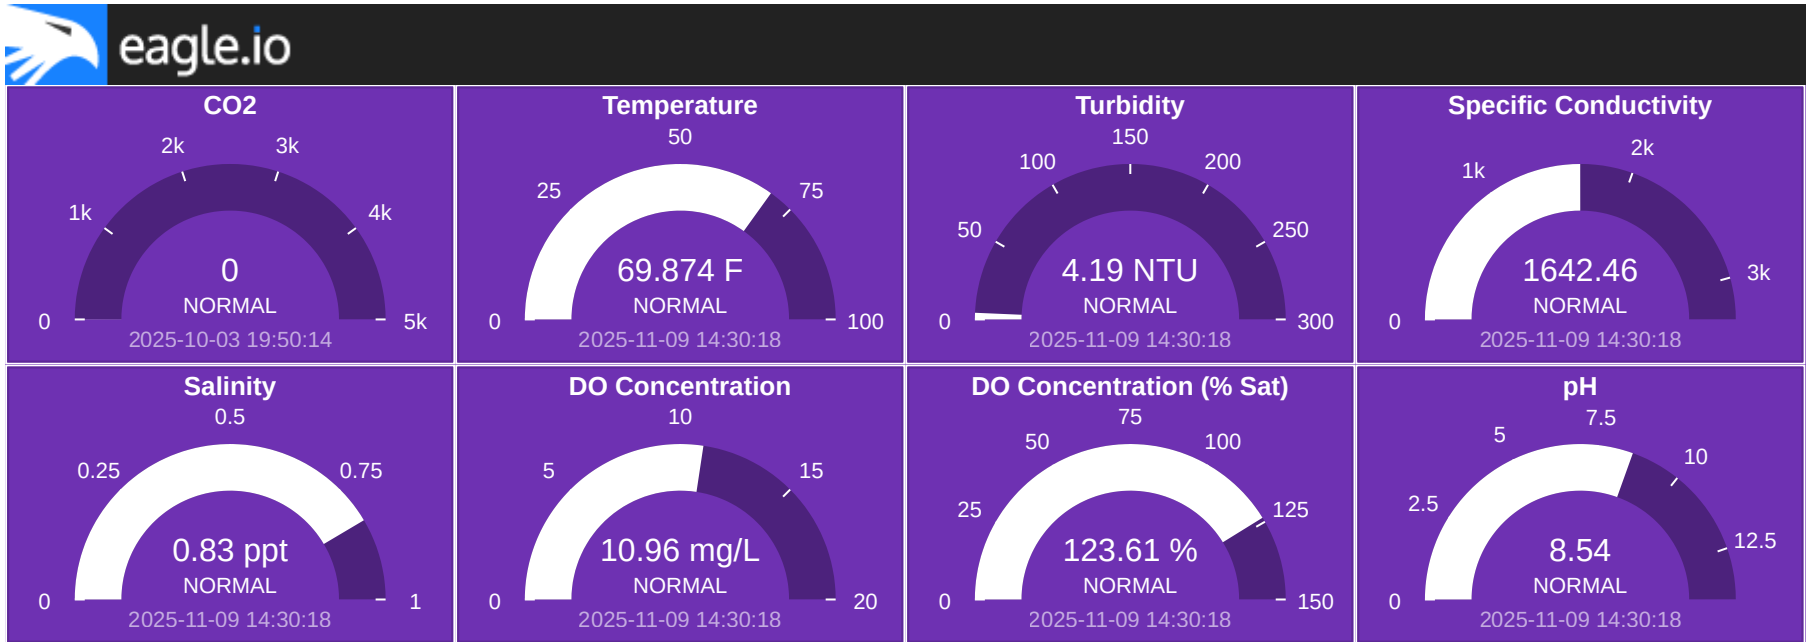 eagle.io
CO2
2k
3k
1k
4k
0
5k
0
NORMAL
2025-10-03 19:50:14
Temperature
50
25
75
0
100
69.874 F
NORMAL
2025-11-09 14:30:18
Turbidity
150
100
200
50
250
0
300
4.19 NTU
NORMAL
2025-11-09 14:30:18
Specific Conductivity
2k
1k
3k
0
1642.46
NORMAL
2025-11-09 14:30:18
Salinity
0.5
0.25
0.75
0
1
0.83 ppt
NORMAL
2025-11-09 14:30:18
DO Concentration
10
5
15
0
20
10.96 mg/L
NORMAL
2025-11-09 14:30:18
DO Concentration (% Sat)
75
50
100
25
125
0
150
123.61 %
NORMAL
2025-11-09 14:30:18
pH
7.5
5
10
2.5
12.5
0
8.54
NORMAL
2025-11-09 14:30:18